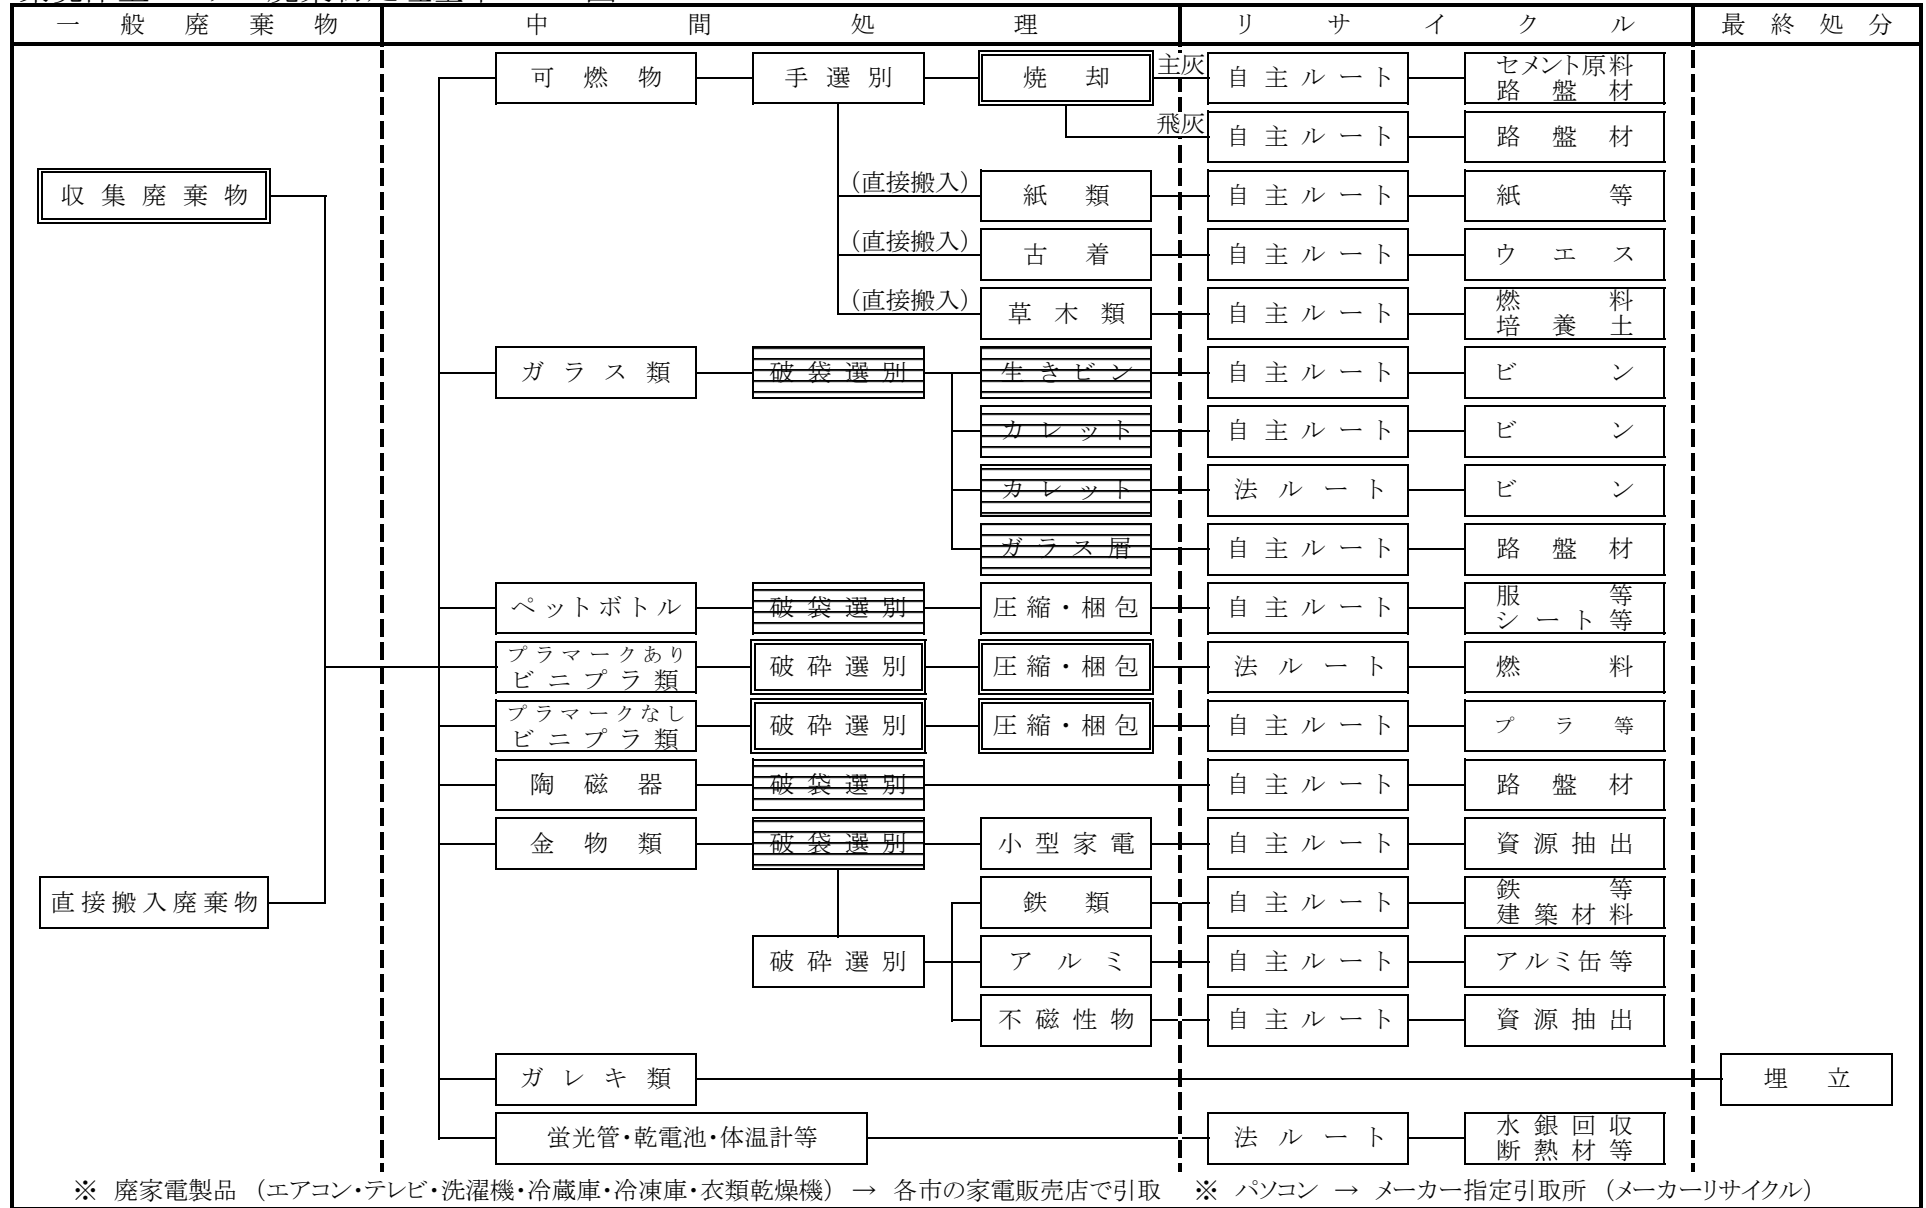 一般廃棄物 中間処理 リサイクル 最終処分
可燃物 手選別 焼却 主灰 自主ルート セメント原料
路盤材
飛灰 自主ルート 路盤材
収集廃棄物 (直接搬入) 紙類 自主ルート 紙等
(直接搬入) 古着 自主ルート ウエス
(直接搬入) 草木類 自主ルート 燃料
培養土
ガラス類 破袋選別 生きビン 自主ルート ビン
カレット 自主ルート ビン
カレット 法ルート ビン
ガラス屑 自主ルート 路盤材
ペットボトル 破袋選別 圧縮・梱包 自主ルート 服等
シート等
プラマークあり
ビニプラ類 破砕選別 圧縮・梱包 法ルート 燃料
プラマークなし
ビニプラ類 破砕選別 圧縮・梱包 自主ルート プラ等
陶磁器 破袋選別 自主ルート 路盤材
金物類 破袋選別 小型家電 自主ルート 資源抽出
直接搬入廃棄物 鉄類 自主ルート 鉄等
建築材料
破砕選別 アルミ 自主ルート アルミ缶等
不磁性物 自主ルート 資源抽出
ガレキ類 埋立
蛍光管・乾電池・体温計等 法ルート 水銀回収
断熱材等
※ 廃家電製品 (エアコン・テレビ・洗濯機・冷蔵庫・冷凍庫・衣類乾燥機) → 各市の家電販売店で引取 ※ パソコン → メーカー指定引取所 (メーカーリサイクル)